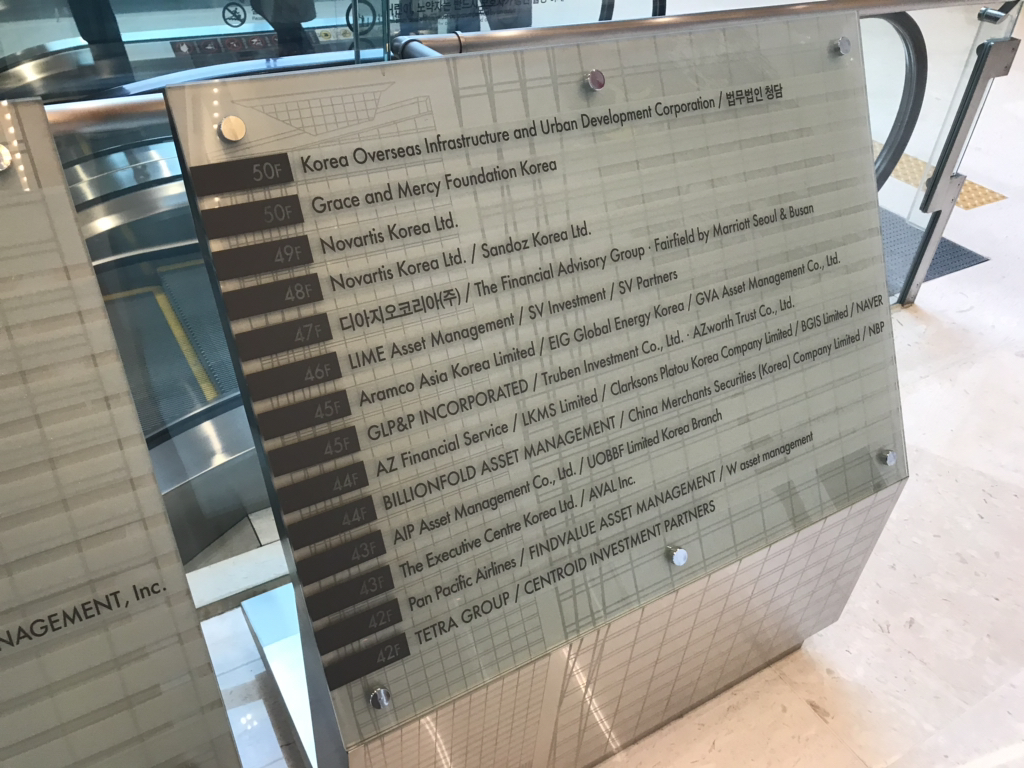 50F Korea Overseas Infrastructure and Urban Development Corporation / 법무법인 청담
50F Grace and Mercy Foundation Korea
49F Novartis Korea Ltd.
48F Novartis Korea Ltd. / Sandoz Korea Ltd.
47F 디아지오코리아(주) / The Financial Advisory Group · Fairfield by Marriott Seoul & Busan
46F LIME Asset Management / SV Investment / SV Partners
45F Aramco Asia Korea Limited / EIG Global Energy Korea / GVA Asset Management Co., Ltd.
45F GLP&P INCORPORATED / Truben Investment Co., Ltd. · AZworth Trust Co., Ltd.
44F AZ Financial Service / LKMS Limited / Clarksons Platou Korea Company Limited / BGIS Limited / NAVER
44F BILLIONFOLD ASSET MANAGEMENT / China Merchants Securities (Korea) Company Limited / NBP
43F AIP Asset Management Co., Ltd. / UOBBF Limited Korea Branch
43F The Executive Centre Korea Ltd. / AVAL Inc.
42F Pan Pacific Airlines / FINDVALUE ASSET MANAGEMENT / W asset management
42F TETRA GROUP / CENTROID INVESTMENT PARTNERS
NAGEMENT, Inc.